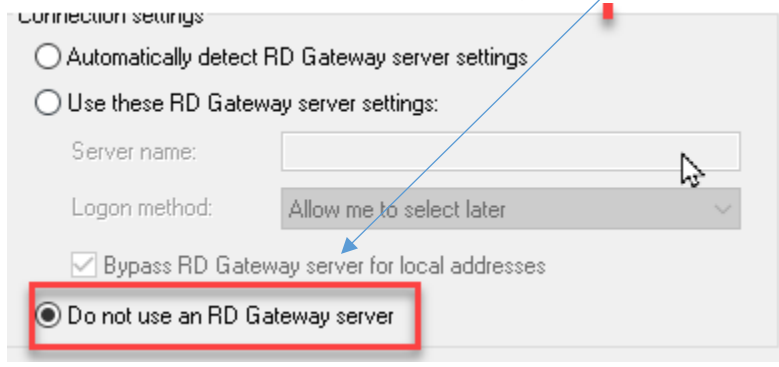 Connection settings
Automatically detect RD Gateway server settings
Use these RD Gateway server settings:
Server name:
Logon method: Allow me to select later
Bypass RD Gateway server for local addresses
Do not use an RD Gateway server